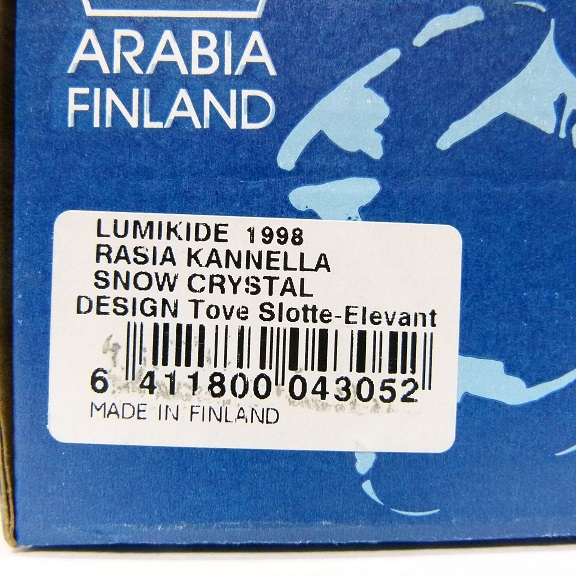 ARABIA
FINLAND
LUMIKIDE 1998
RASIA KANNELLA
SNOW CRYSTAL
DESIGN Tove Slotte-Elevant
6 411800 043052
MADE IN FINLAND